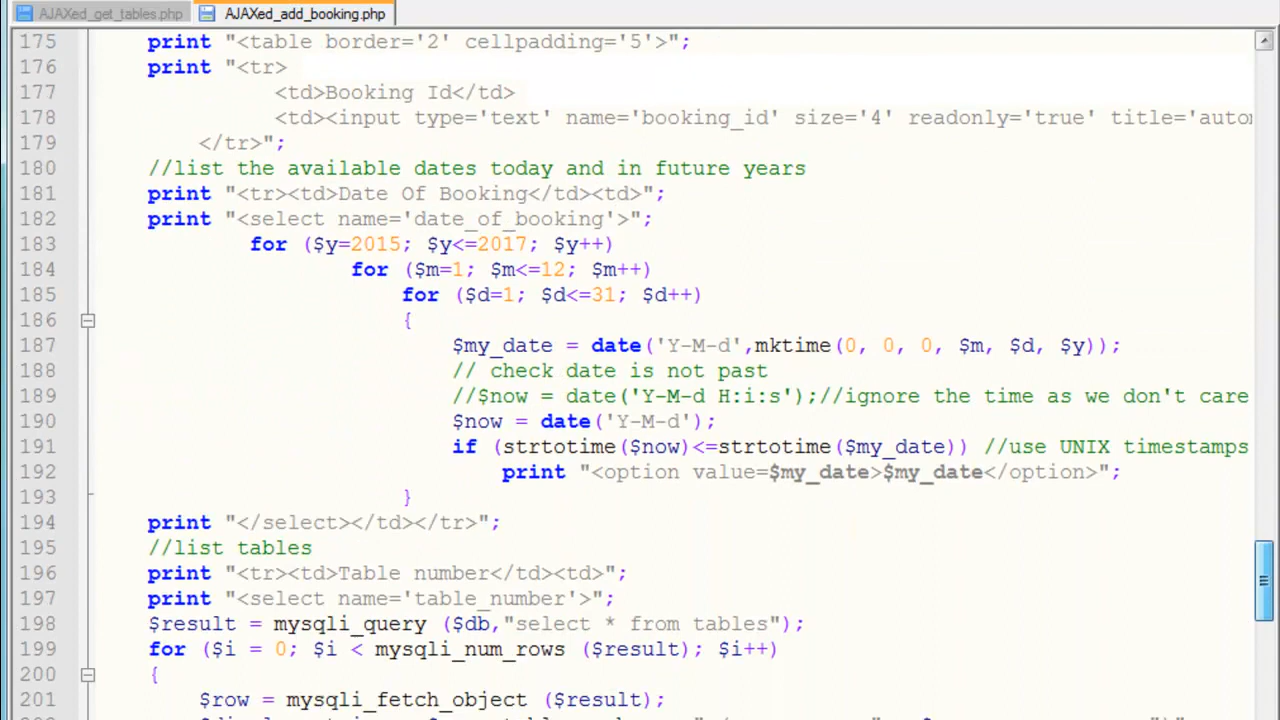 AJAXed_get_tables.php AJAXed_add_booking.php
175 print "<table border='2' cellpadding='5'>";
176 print "<tr>
177 <td>Booking Id</td>
178 <td><input type='text' name='booking_id' size='4' readonly='true' title='autor
179 </tr>";
180 //list the available dates today and in future years
181 print "<tr><td>Date Of Booking</td><td>";
182 print "<select name='date_of_booking'>";
183 for ($y=2015; $y<=2017; $y++)
184 for ($m=1; $m<=12; $m++)
185 for ($d=1; $d<=31; $d++)
186 {
187 $my_date = date('Y-M-d',mktime(0, 0, 0, $m, $d, $y));
188 // check date is not past
189 //$now = date('Y-M-d H:i:s');//ignore the time as we don't care
190 $now = date('Y-M-d');
191 if (strtotime($now)<=strtotime($my_date)) //use UNIX timestamps
192 print "<option value=$my_date>$my_date</option>";
193 }
194 print "</select></td></tr>";
195 //list tables
196 print "<tr><td>Table number</td><td>";
197 print "<select name='table_number'>";
198 $result = mysqli_query ($db,"select * from tables");
199 for ($i = 0; $i < mysqli_num_rows ($result); $i++)
200 {
201 $row = mysqli_fetch_object ($result);